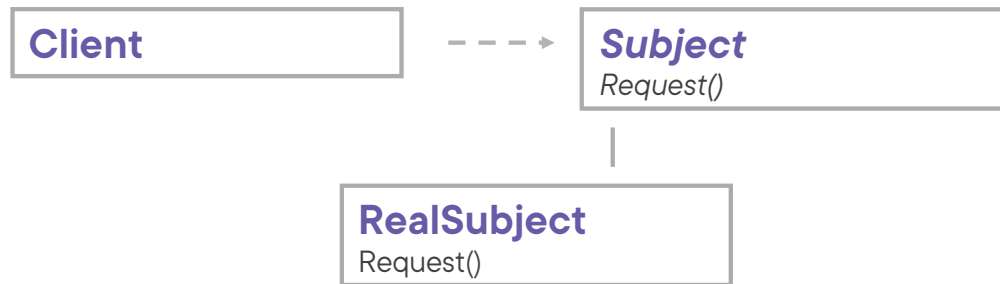 Client
Subject
Request()
RealSubject
Request()